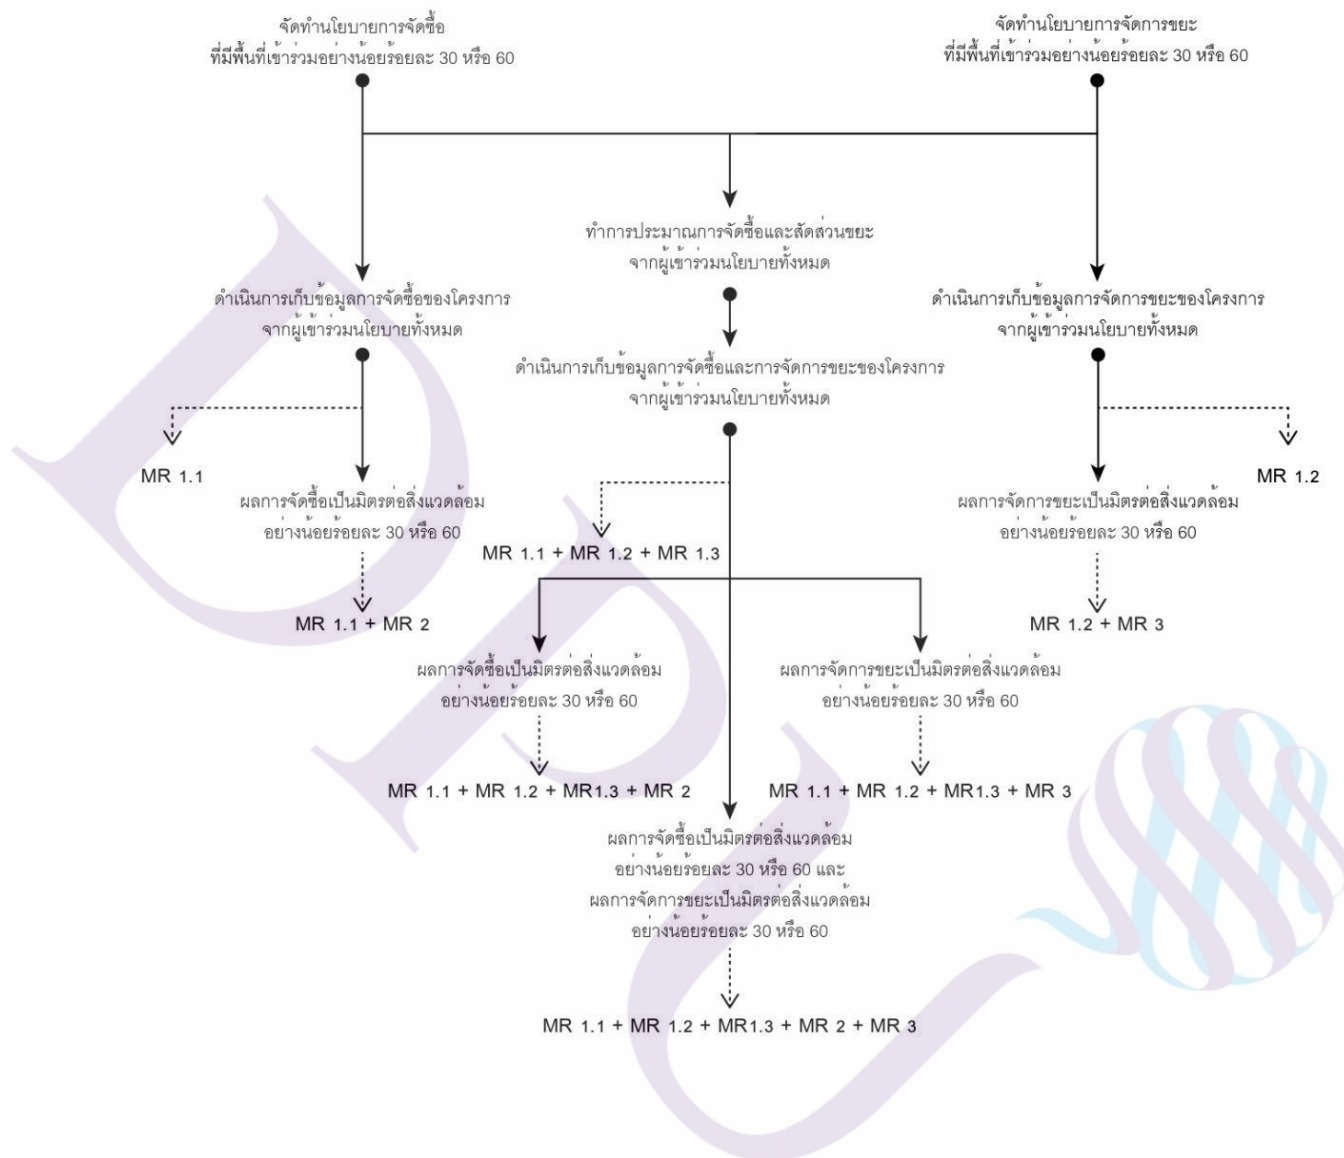 จัดทำนโยบายการจัดซื้อ
ที่มีพื้นที่เข้าร่วมอย่างน้อยร้อยละ 30 หรือ 60
จัดทำนโยบายการจัดการขยะ
ที่มีพื้นที่เข้าร่วมอย่างน้อยร้อยละ 30 หรือ 60
ทำการประมาณการจัดซื้อและสัดส่วนขยะ
จากผู้เข้าร่วมนโยบายทั้งหมด
ดำเนินการเก็บข้อมูลการจัดซื้อของโครงการ
จากผู้เข้าร่วมนโยบายทั้งหมด
ดำเนินการเก็บข้อมูลการจัดการขยะของโครงการ
จากผู้เข้าร่วมนโยบายทั้งหมด
ดำเนินการเก็บข้อมูลการจัดซื้อและการจัดการขยะของโครงการ
จากผู้เข้าร่วมนโยบายทั้งหมด
MR 1.1
MR 1.2
ผลการจัดซื้อเป็นมิตรต่อสิ่งแวดล้อม
อย่างน้อยร้อยละ 30 หรือ 60
ผลการจัดการขยะเป็นมิตรต่อสิ่งแวดล้อม
อย่างน้อยร้อยละ 30 หรือ 60
MR 1.1 + MR 1.2 + MR 1.3
MR 1.1 + MR 2
MR 1.2 + MR 3
ผลการจัดซื้อเป็นมิตรต่อสิ่งแวดล้อม
อย่างน้อยร้อยละ 30 หรือ 60
ผลการจัดการขยะเป็นมิตรต่อสิ่งแวดล้อม
อย่างน้อยร้อยละ 30 หรือ 60
MR 1.1 + MR 1.2 + MR1.3 + MR 2
MR 1.1 + MR 1.2 + MR1.3 + MR 3
ผลการจัดซื้อเป็นมิตรต่อสิ่งแวดล้อม
อย่างน้อยร้อยละ 30 หรือ 60 และ
ผลการจัดการขยะเป็นมิตรต่อสิ่งแวดล้อม
อย่างน้อยร้อยละ 30 หรือ 60
MR 1.1 + MR 1.2 + MR1.3 + MR 2 + MR 3
DPU